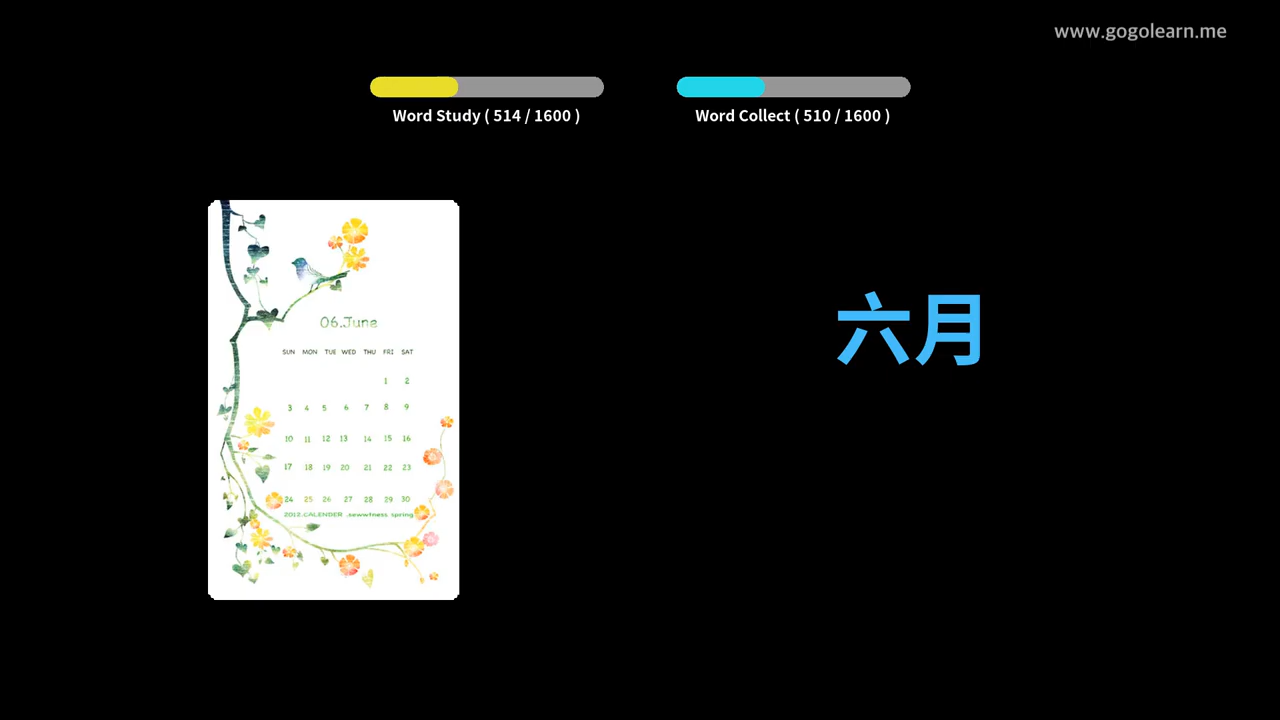 www.gogolearn.me
Word Study ( 514 / 1600 )
Word Collect ( 510 / 1600 )
06.June
SUN MON TUE WED THU FRI SAT
1 2
3 4 5 6 7 8 9
10 11 12 13 14 15 16
17 18 19 20 21 22 23
24 25 26 27 28 29 30
2012.CALENDER .sewwtness spring
六月